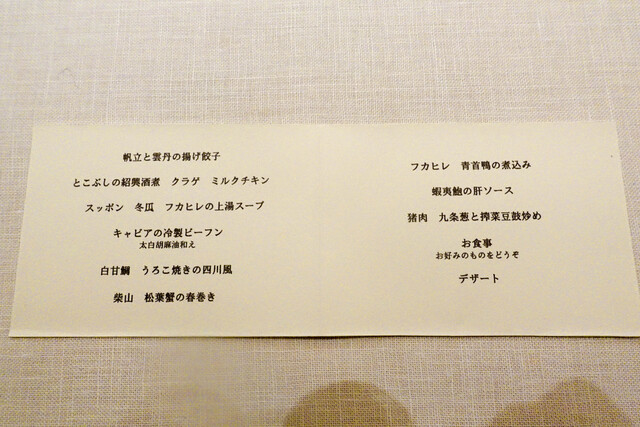 帆立と雲丹の揚げ餃子
とこぶしの紹興酒煮　クラゲ　ミルクチキン
スッポン　冬瓜　フカヒレの上湯スープ
キャビアの冷製ビーフン
太白胡麻油和え
白甘鯛　うろこ焼きの四川風
柴山　松葉蟹の春巻き
フカヒレ　青首鴨の煮込み
蝦夷鮑の肝ソース
猪肉　九条葱と搾菜豆鼓炒め
お食事
お好みのものをどうぞ
デザート